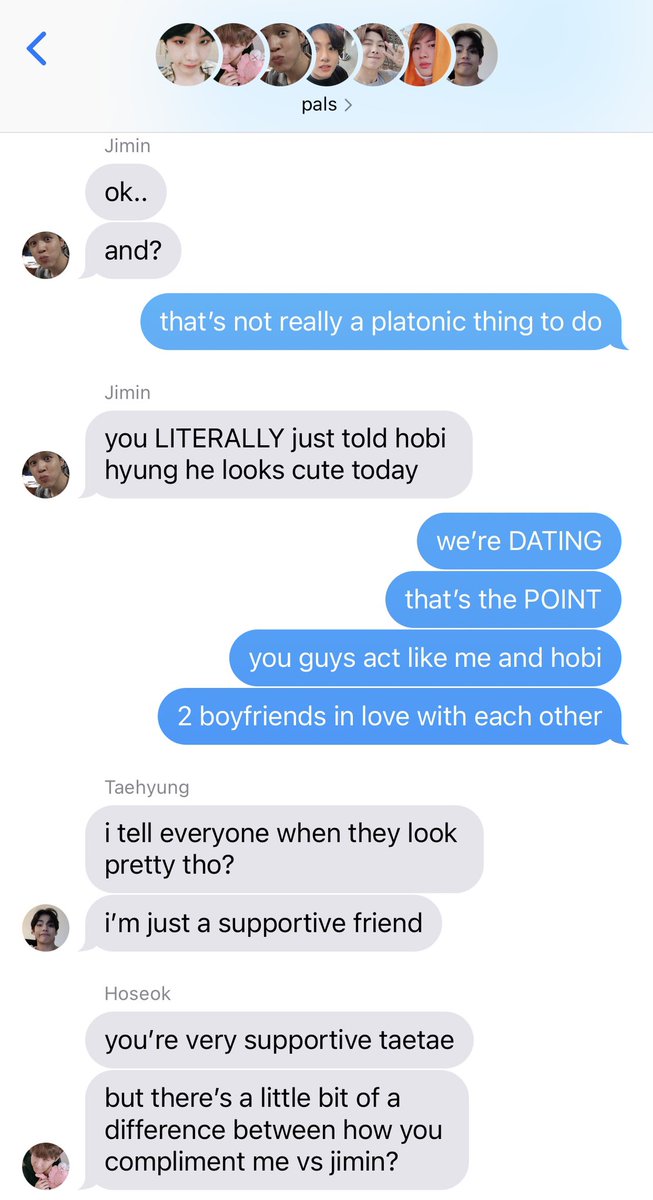 pals
Jimin
ok..
and?
that’s not really a platonic thing to do
Jimin
you LITERALLY just told hobi
hyung he looks cute today
we’re DATING
that’s the POINT
you guys act like me and hobi
2 boyfriends in love with each other
Taehyung
i tell everyone when they look
pretty tho?
i’m just a supportive friend
Hoseok
you’re very supportive taetae
but there’s a little bit of a
difference between how you
compliment me vs jimin?